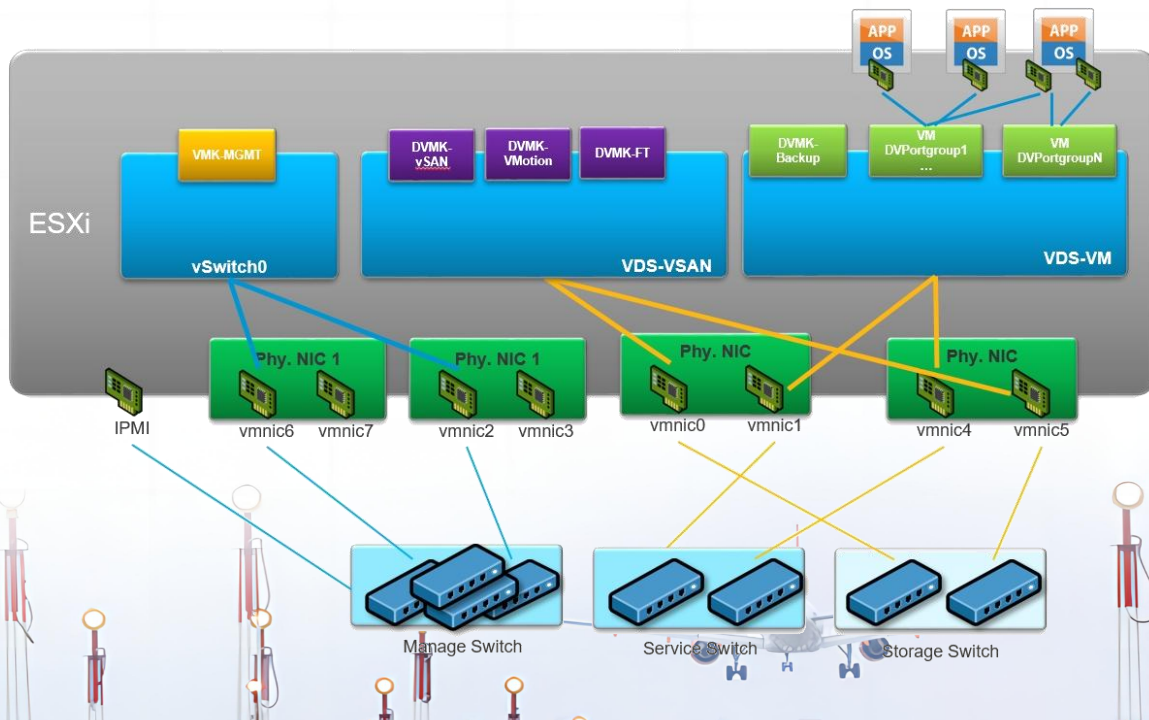 APP
OS
APP
OS
APP
OS
VMK-MGMT
DVMK-
vSAN
DVMK-
VMotion
DVMK-FT
DVMK-
Backup
VM
DVPortgroup1
...
VM
DVPortgroupN
ESXi
vSwitch0
VDS-VSAN
VDS-VM
Phy. NIC 1
Phy. NIC 1
Phy. NIC
Phy. NIC
IPMI
vmnic6
vmnic7
vmnic2
vmnic3
vmnic0
vmnic1
vmnic4
vmnic5
Manage Switch
Service Switch
Storage Switch